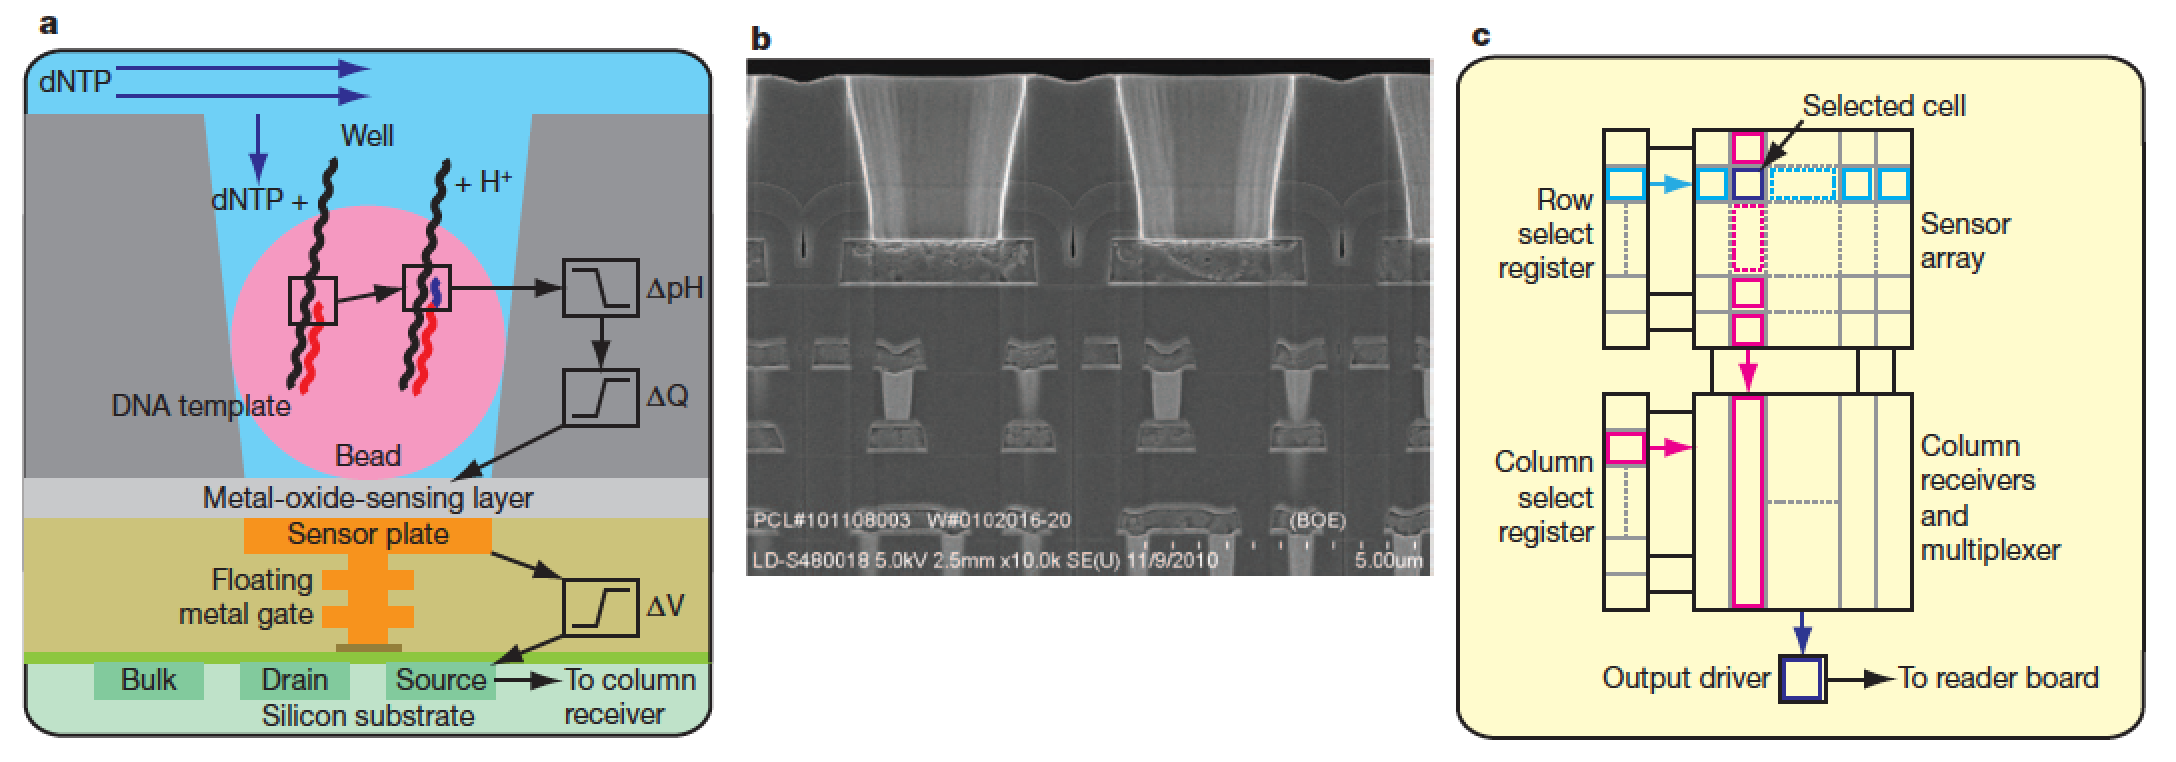 a
dNTP
Well
dNTP +
+ H⁺
ΔpH
ΔQ
DNA template
Bead
Metal-oxide-sensing layer
Sensor plate
Floating
metal gate
ΔV
Bulk
Drain
Source
To column
receiver
Silicon substrate
b
PCL#101108003 W#0102016-20 (BOE)
LD-S480018 5.0kV 2.5mm x10.0k SE(U) 11/9/2010 5.00um
c
Selected cell
Row
select
register
Sensor
array
Column
select
register
Column
receivers
and
multiplexer
Output driver
To reader board